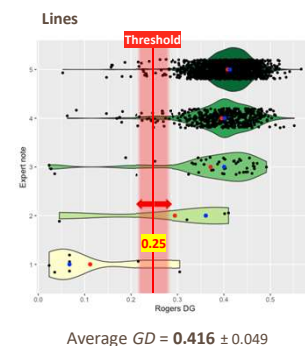 Lines
Threshold
5
4
3
2
1
Expert note
0.25
0.0
0.1
0.2
0.3
0.4
0.5
Rogers DG
Average GD = 0.416 ± 0.049